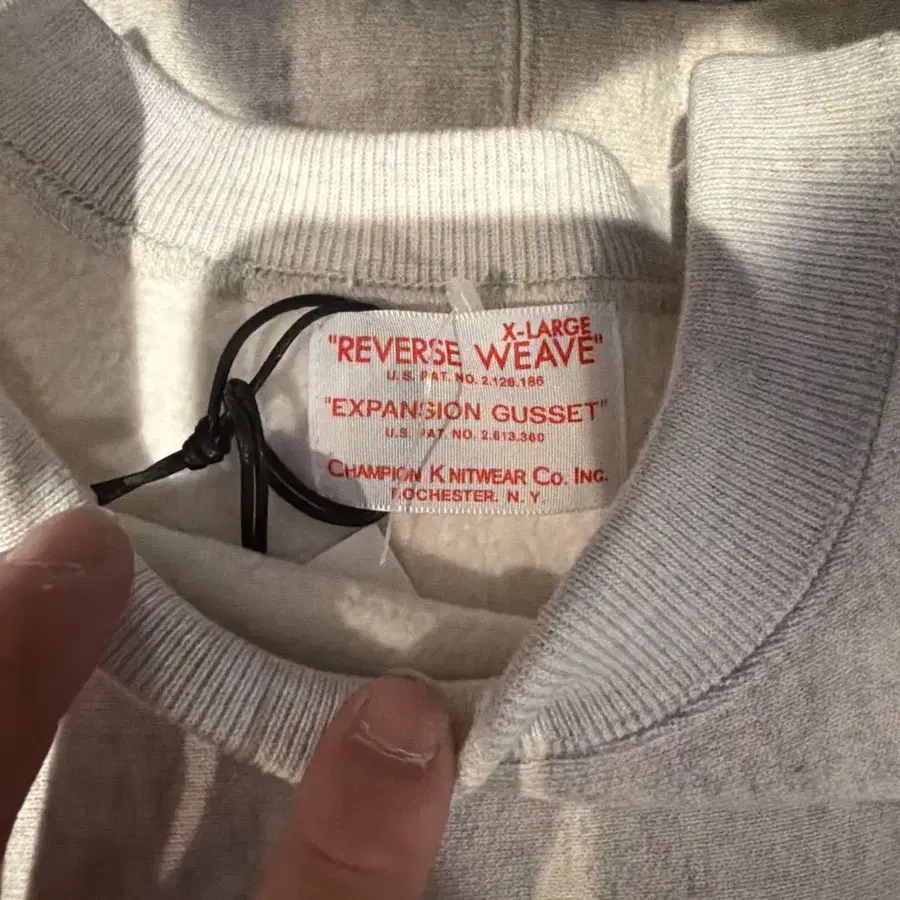 X-LARGE
"REVERSE WEAVE"
U.S. PAT. NO. 2.126.186
"EXPANSION GUSSET"
U.S. PAT. NO. 2.613.360
CHAMPION KNITWEAR CO. INC.
ROCHESTER, N. Y